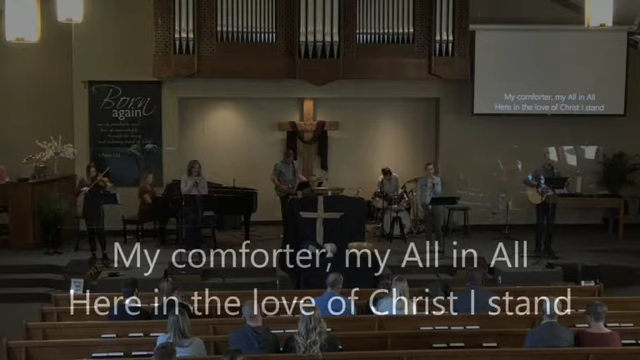 My comforter, my All in All
Here in the love of Christ I stand
Born
again
My comforter, my All in All
Here in the love of Christ I stand